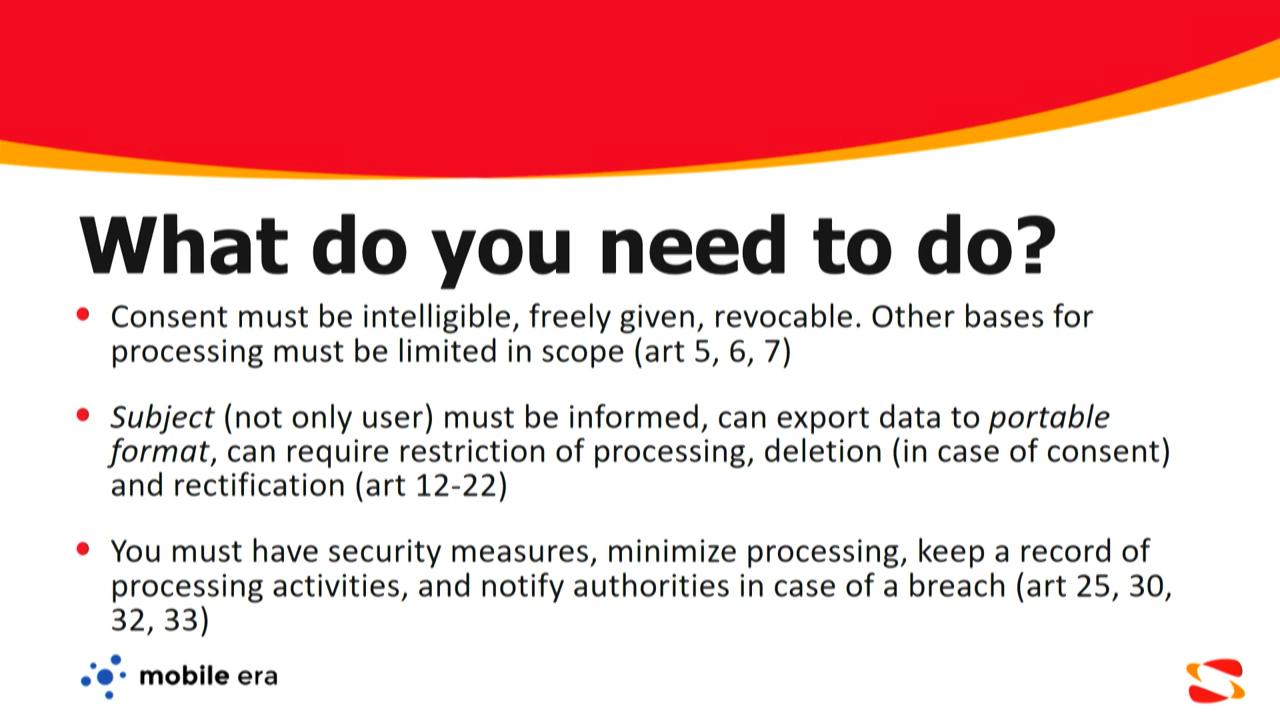 What do you need to do?
• Consent must be intelligible, freely given, revocable. Other bases for
processing must be limited in scope (art 5, 6, 7)
• Subject (not only user) must be informed, can export data to portable
format, can require restriction of processing, deletion (in case of consent)
and rectification (art 12-22)
• You must have security measures, minimize processing, keep a record of
processing activities, and notify authorities in case of a breach (art 25, 30,
32, 33)
mobile era